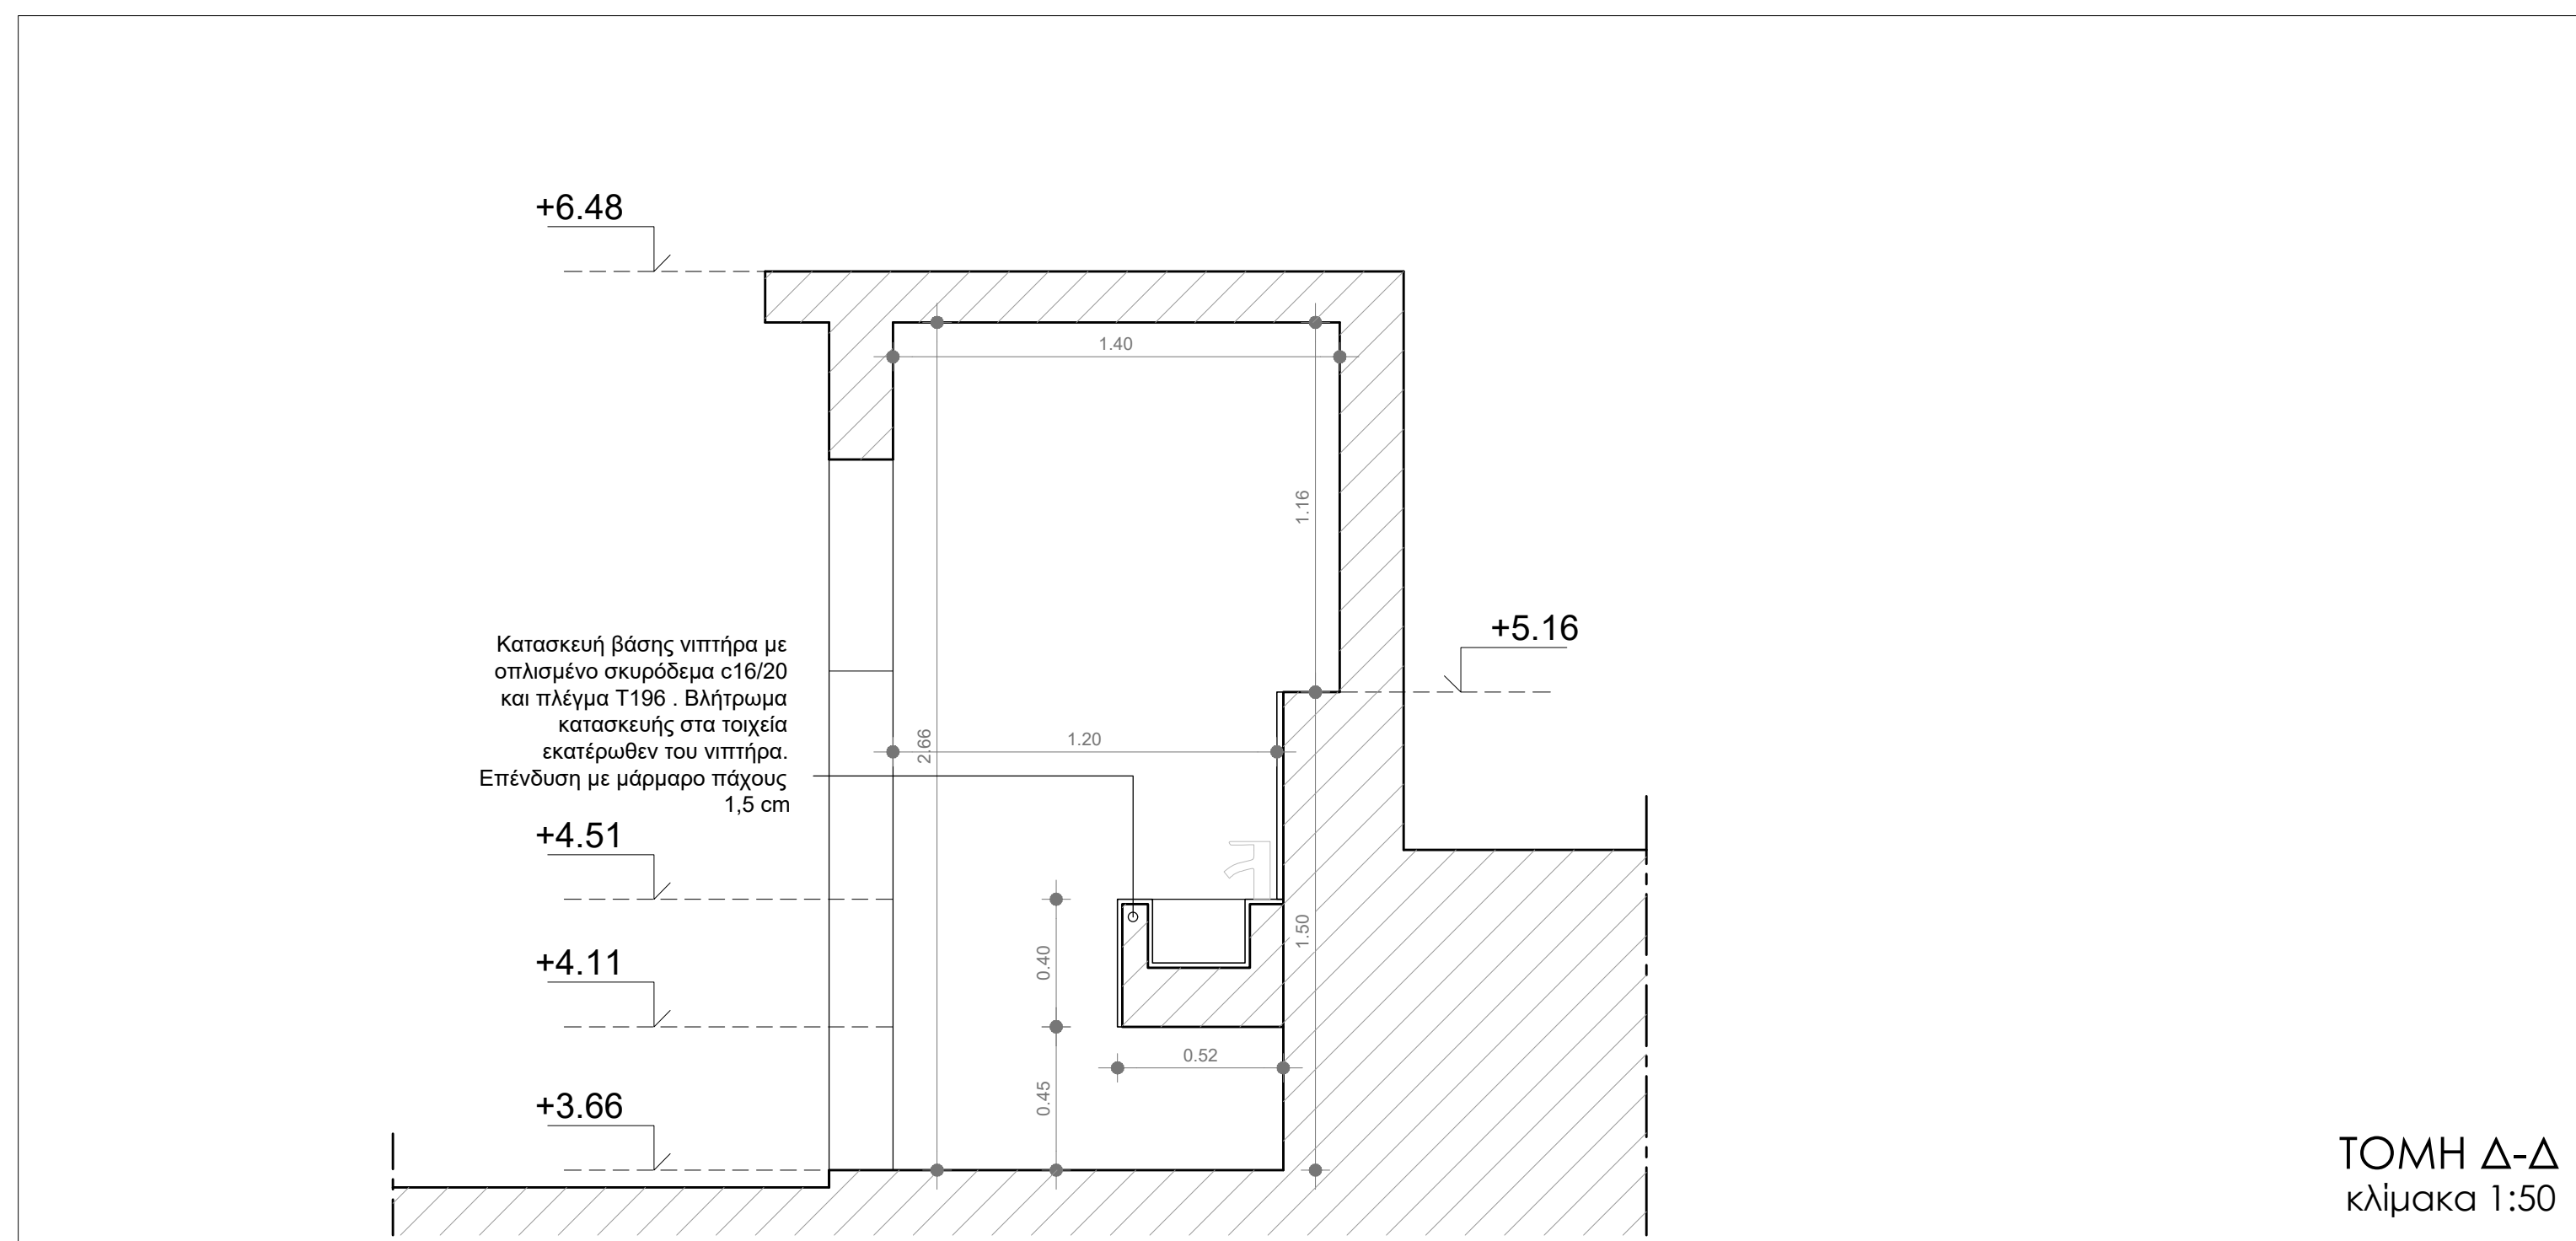 +6.48
1.40
1.16
+5.16
Κατασκευή βάσης νιπτήρα με
οπλισμένο σκυρόδεμα c16/20
και πλέγμα Τ196 . Βλήτρωμα
κατασκευής στα τοιχεία
εκατέρωθεν του νιπτήρα.
Επένδυση με μάρμαρο πάχους
1,5 cm
2.66
1.20
+4.51
1.50
0.40
+4.11
0.52
0.45
+3.66
ΤΟΜΗ Δ-Δ
κλίμακα 1:50